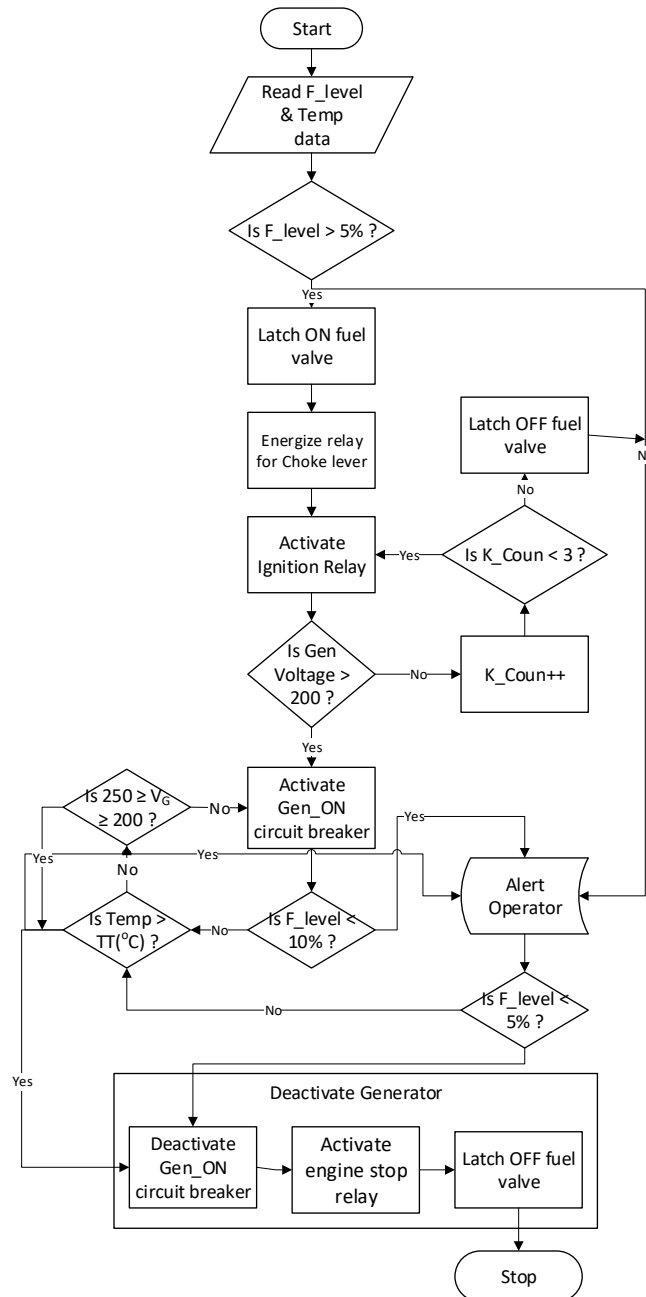 Start
Read F_level
& Temp
data
Is F_level > 5% ?
Yes
Latch ON fuel
valve
Energize relay
for Choke lever
Activate
Ignition Relay
Latch OFF fuel
valve
N
No
Is K_Coun < 3 ?
Yes
Is Gen
Voltage >
200 ?
No
K_Coun++
Yes
Is 250 ≥ VG
≥ 200 ?
No
Activate
Gen_ON
circuit breaker
Yes
Yes
Yes
No
Is Temp >
TT(°C) ?
No
Is F_level <
10% ?
Alert
Operator
No
Is F_level <
5% ?
Yes
Deactivate Generator
Deactivate
Gen_ON
circuit breaker
Activate
engine stop
relay
Latch OFF fuel
valve
Stop